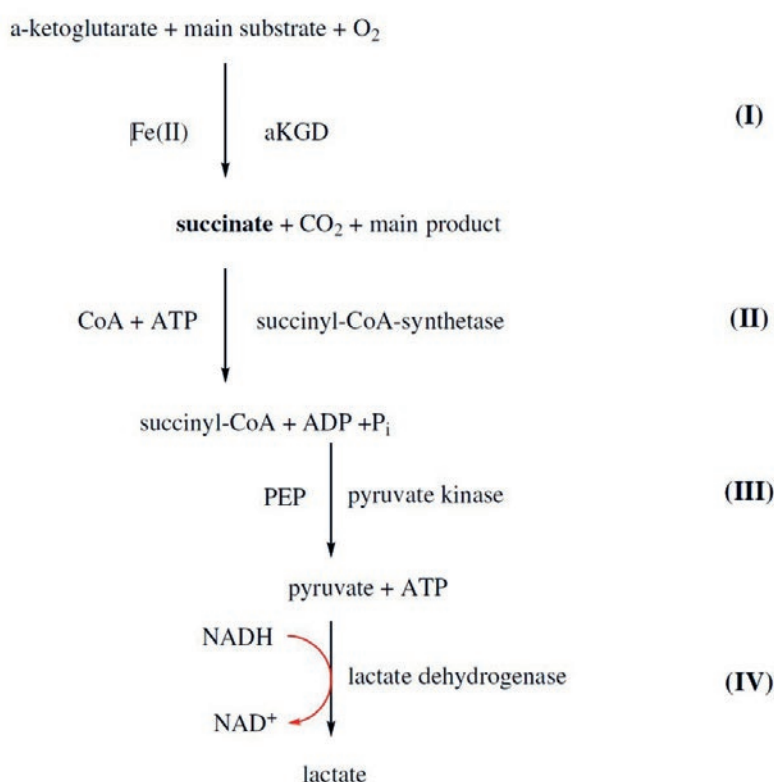 a-ketoglutarate + main substrate + O₂
(I)
Fe(II) aKGD
succinate + CO₂ + main product
CoA + ATP succinyl-CoA-synthetase (II)
succinyl-CoA + ADP +Pᵢ
PEP pyruvate kinase (III)
pyruvate + ATP
NADH
lactate dehydrogenase (IV)
NAD⁺
lactate